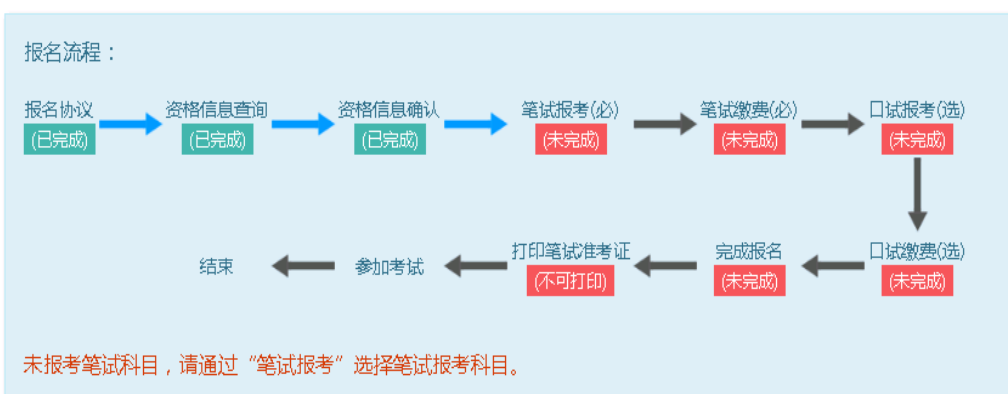 报名流程：
报名协议 资格信息查询 资格信息确认 笔试报考(必) 笔试缴费(必) 口试报考(选)
(已完成) (已完成) (已完成) (未完成) (未完成) (未完成)
结束 参加考试 打印笔试准考证 完成报名 口试缴费(选)
(不可打印) (未完成) (未完成)
未报考笔试科目，请通过“笔试报考”选择笔试报考科目。